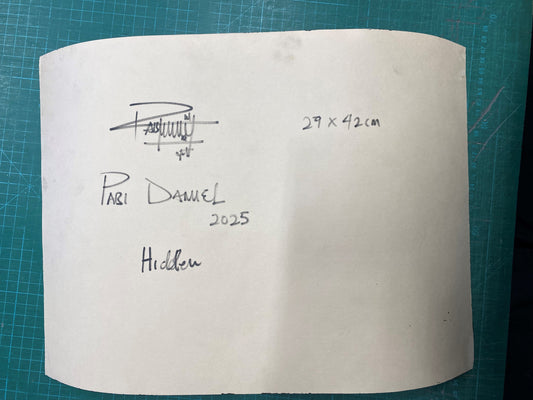 29 x 42cm
PABI DANIEL
2025
Hidden